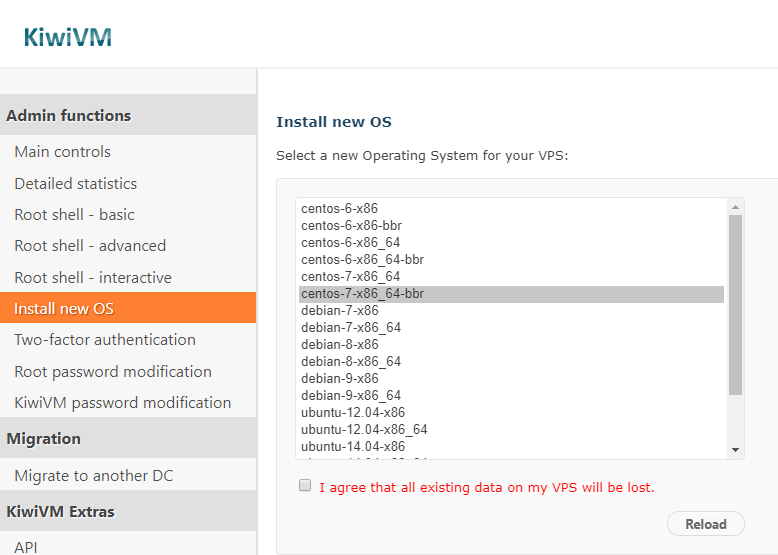 KiwiVM
Admin functions
Main controls
Detailed statistics
Root shell - basic
Root shell - advanced
Root shell - interactive
Install new OS
Two-factor authentication
Root password modification
KiwiVM password modification
Migration
Migrate to another DC
KiwiVM Extras
API
Install new OS
Select a new Operating System for your VPS:
centos-6-x86
centos-6-x86-bbr
centos-6-x86_64
centos-6-x86_64-bbr
centos-7-x86_64
centos-7-x86_64-bbr
debian-7-x86
debian-7-x86_64
debian-8-x86
debian-8-x86_64
debian-9-x86
debian-9-x86_64
ubuntu-12.04-x86
ubuntu-12.04-x86_64
ubuntu-14.04-x86
I agree that all existing data on my VPS will be lost.
Reload